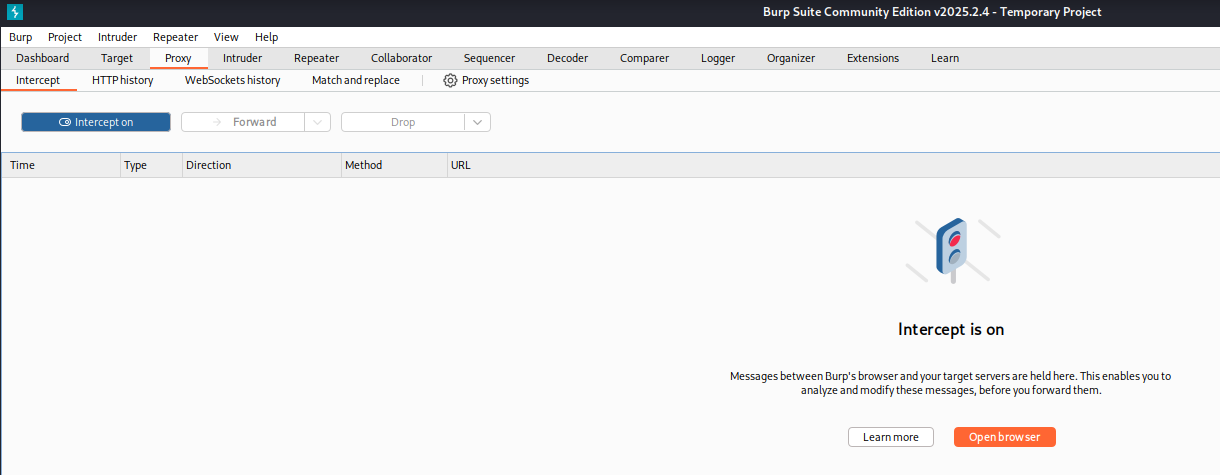 Burp Suite Community Edition v2025.2.4 - Temporary Project
Burp Project Intruder Repeater View Help
Dashboard Target Proxy Intruder Repeater Collaborator Sequencer Decoder Comparer Logger Organizer Extensions Learn
Intercept HTTP history WebSockets history Match and replace Proxy settings
Intercept on Forward Drop
Time Type Direction Method URL
Intercept is on
Messages between Burp's browser and your target servers are held here. This enables you to
analyze and modify these messages, before you forward them.
Learn more Open browser